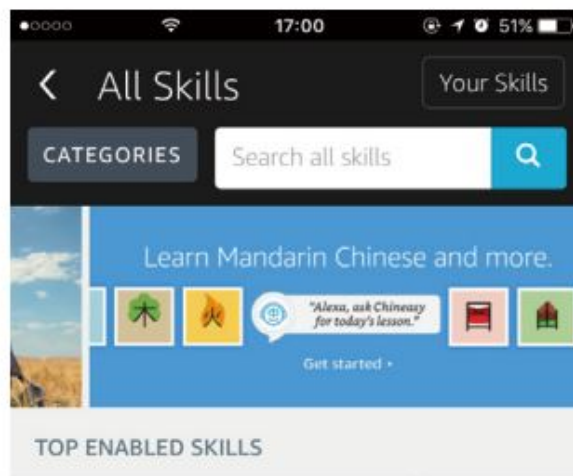 17:00 51%
All Skills Your Skills
CATEGORIES Search all skills
Learn Mandarin Chinese and more.
木 火 "Alexa, ask Chineasy
for today's lesson."
Get started
TOP ENABLED SKILLS